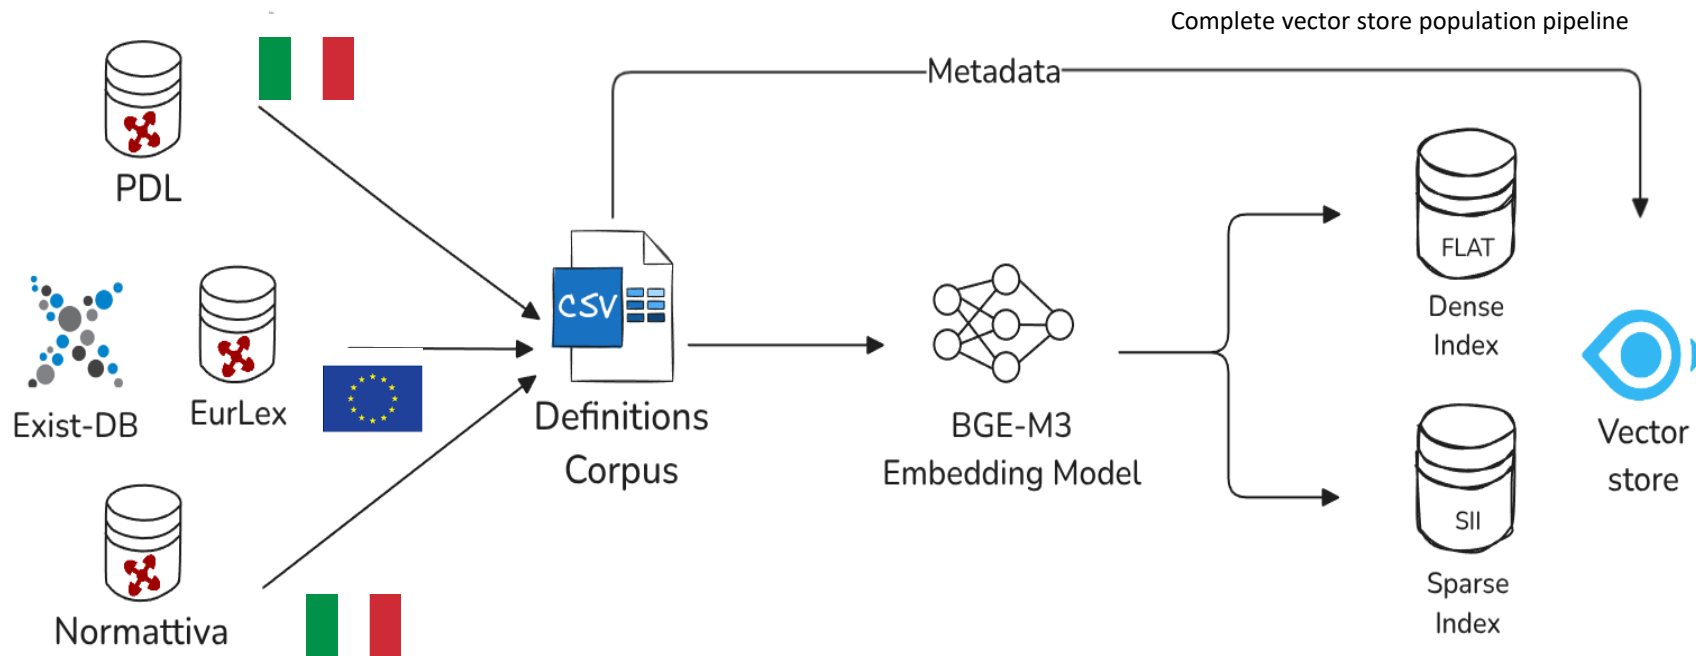 Complete vector store population pipeline
Metadata
PDL
Exist-DB
EurLex
Normattiva
CSV
Definitions
Corpus
BGE-M3
Embedding Model
FLAT
Dense
Index
SII
Sparse
Index
Vector
store